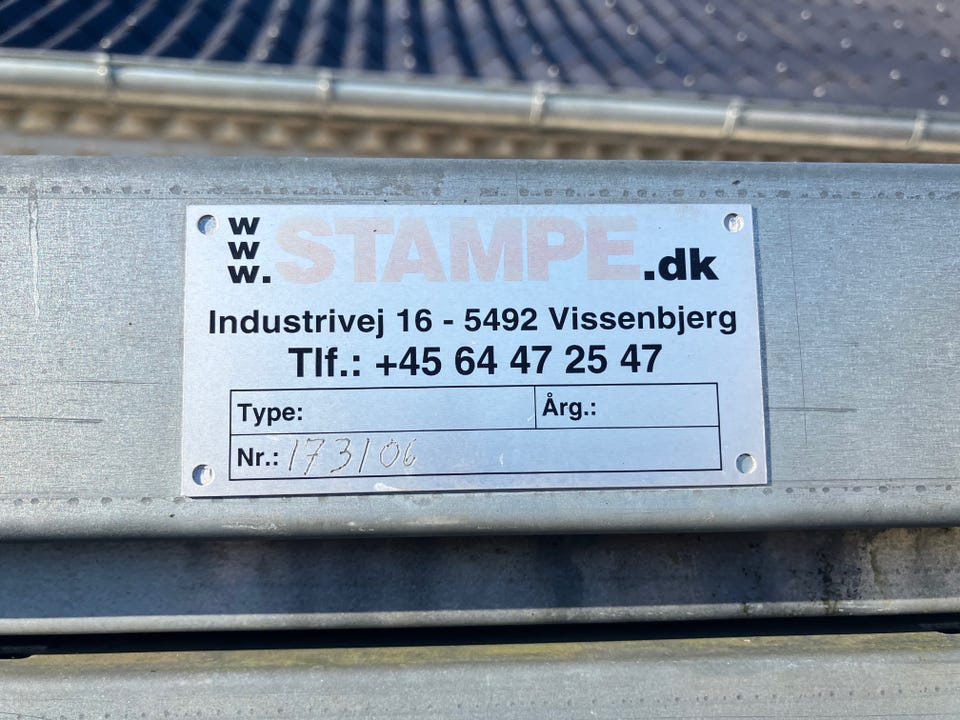 www.STAMPE.dk
Industrivej 16 - 5492 Vissenbjerg
Tlf.: +45 64 47 25 47
Type: Årg.:
Nr.: 173106